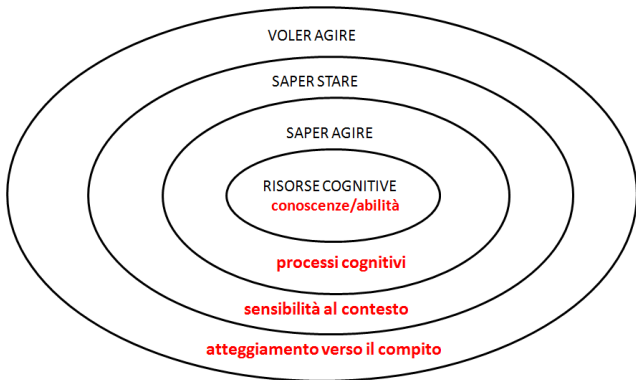 VOLER AGIRE
SAPER STARE
SAPER AGIRE
RISORSE COGNITIVE
conoscenze/abilità
processi cognitivi
sensibilità al contesto
atteggiamento verso il compito